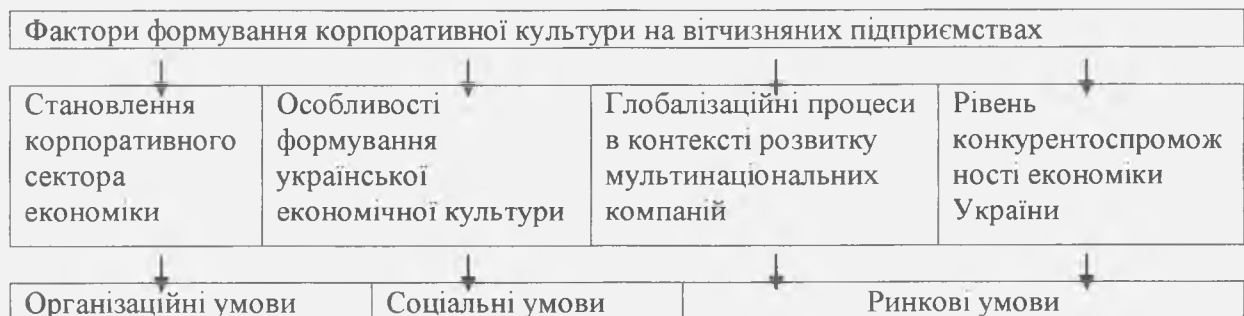 Фактори формування корпоративної культури на вітчизняних підприємствах
Становлення
корпоративного
сектора
економіки
Особливості
формування
української
економічної культури
Глобалізаційні процеси
в контексті розвитку
мультинаціональних
компаній
Рівень
конкурентоспромож
ності економіки
України
Організаційні умови
Соціальні умови
Ринкові умови